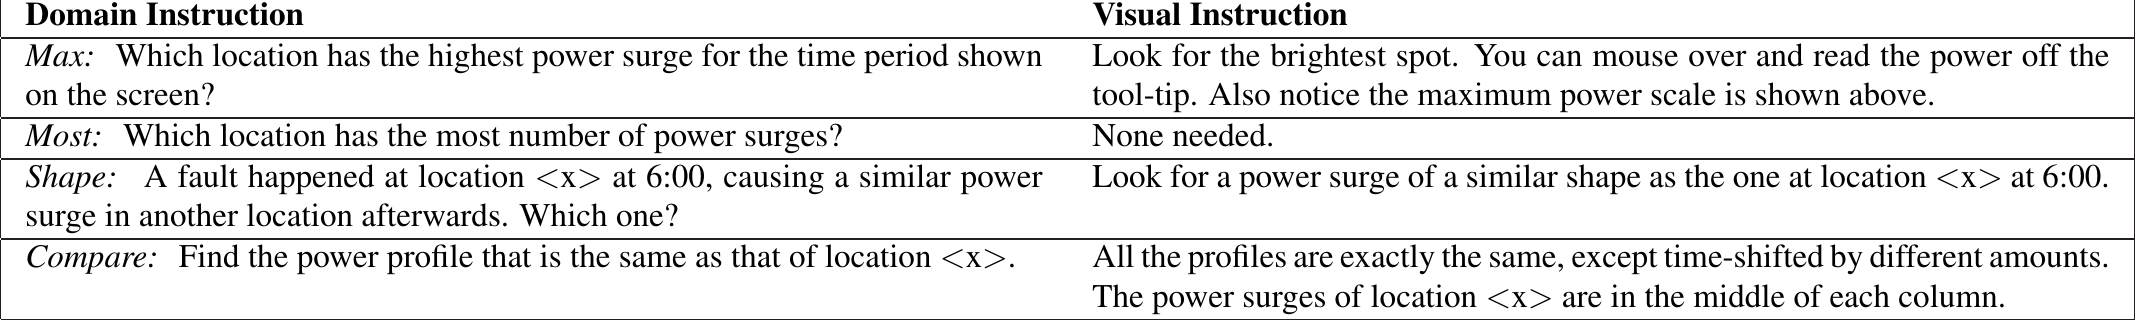 Domain Instruction Visual Instruction
Max: Which location has the highest power surge for the time period shown
on the screen?
Look for the brightest spot. You can mouse over and read the power off the
tool-tip. Also notice the maximum power scale is shown above.
Most: Which location has the most number of power surges?
None needed.
Shape: A fault happened at location <x> at 6:00, causing a similar power
surge in another location afterwards. Which one?
Look for a power surge of a similar shape as the one at location <x> at 6:00.
Compare: Find the power profile that is the same as that of location <x>.
All the profiles are exactly the same, except time-shifted by different amounts.
The power surges of location <x> are in the middle of each column.